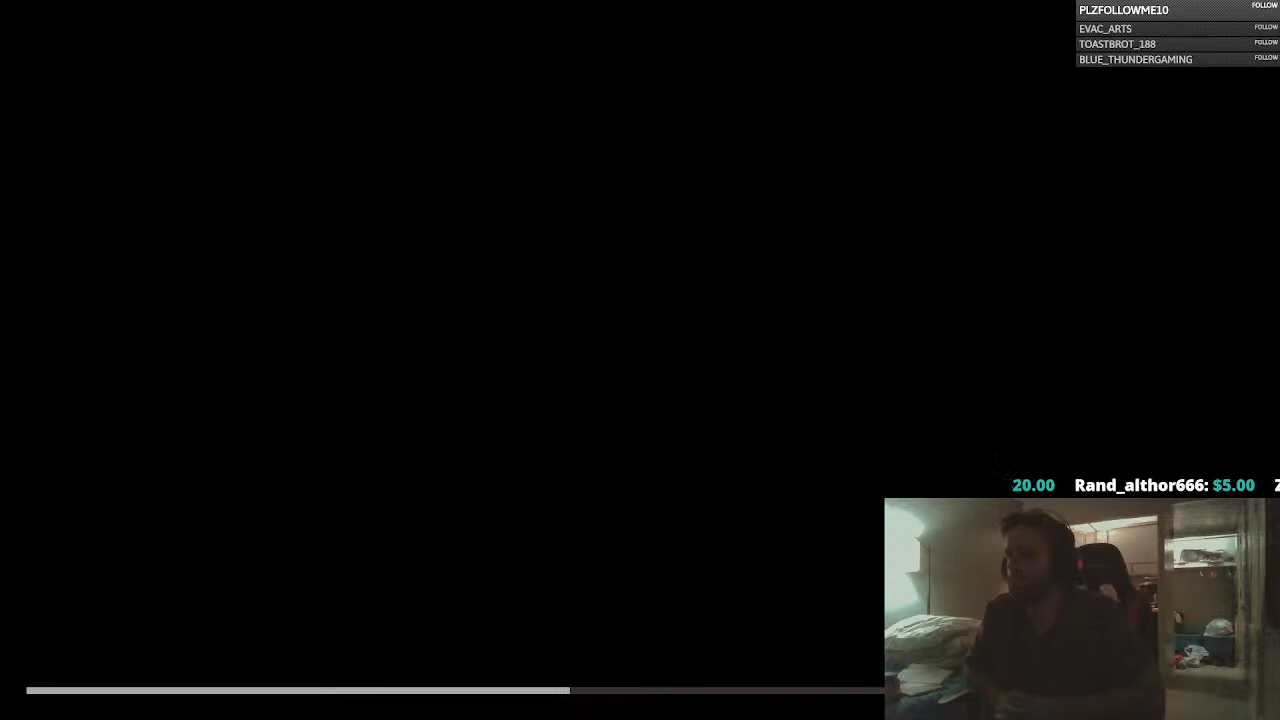 PLZFOLLOWME10 FOLLOW
EVAC_ARTS FOLLOW
TOASTBROT_188 FOLLOW
BLUE_THUNDERGAMING FOLLOW
20.00 Rand_althor666: $5.00